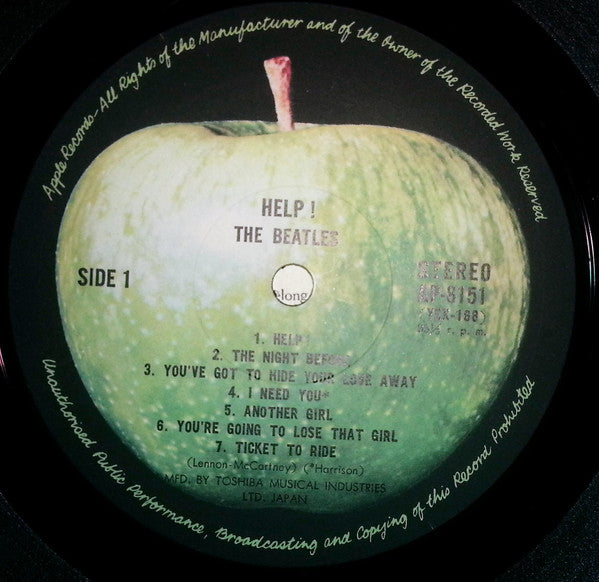 Apple Records-All Rights of the Manufacturer and of the Owner of the Recorded Work Reserved
HELP!
THE BEATLES
SIDE 1
STEREO
AP-8151
33⅓ r. p. m.
elong
1. HELP!
2. THE NIGHT BEFORE
3. YOU'VE GOT TO HIDE YOUR LOVE AWAY
4. I NEED YOU*
5. ANOTHER GIRL
6. YOU'RE GOING TO LOSE THAT GIRL
7. TICKET TO RIDE
(Lennon-McCartney) (*Harrison)
MFD. BY TOSHIBA MUSICAL INDUSTRIES
LTD. JAPAN
Unauthorised Public Performance, Broadcasting and Copying of this Record Prohibited